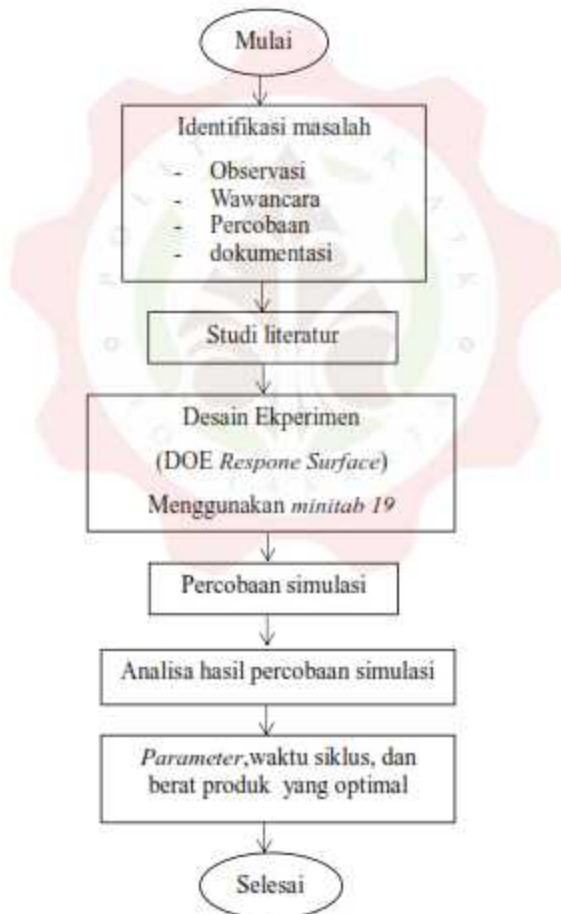 Mulai
Identifikasi masalah
- Observasi
- Wawancara
- Percobaan
- dokumentasi
Studi literatur
Desain Ekperimen
(DOE Respone Surface)
Menggunakan minitab 19
Percobaan simulasi
Analisa hasil percobaan simulasi
Parameter,waktu siklus, dan
berat produk yang optimal
Selesai